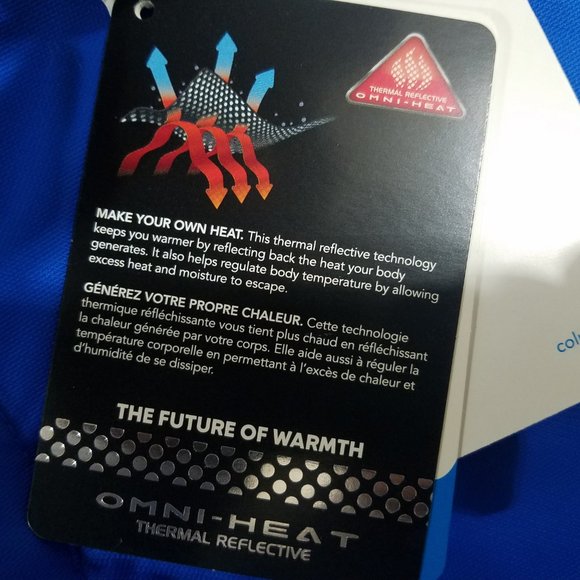 THERMAL REFLECTIVE
OMNI-HEAT
MAKE YOUR OWN HEAT. This thermal reflective technology
keeps you warmer by reflecting back the heat your body
generates. It also helps regulate body temperature by allowing
excess heat and moisture to escape.
GÉNÉREZ VOTRE PROPRE CHALEUR. Cette technologie
thermique réfléchissante vous tient plus chaud en réfléchissant
la chaleur générée par votre corps. Elle aide aussi à réguler la
température corporelle en permettant à l'excès de chaleur et
d'humidité de se dissiper.
colu
THE FUTURE OF WARMTH
OMNI-HEAT
THERMAL REFLECTIVE